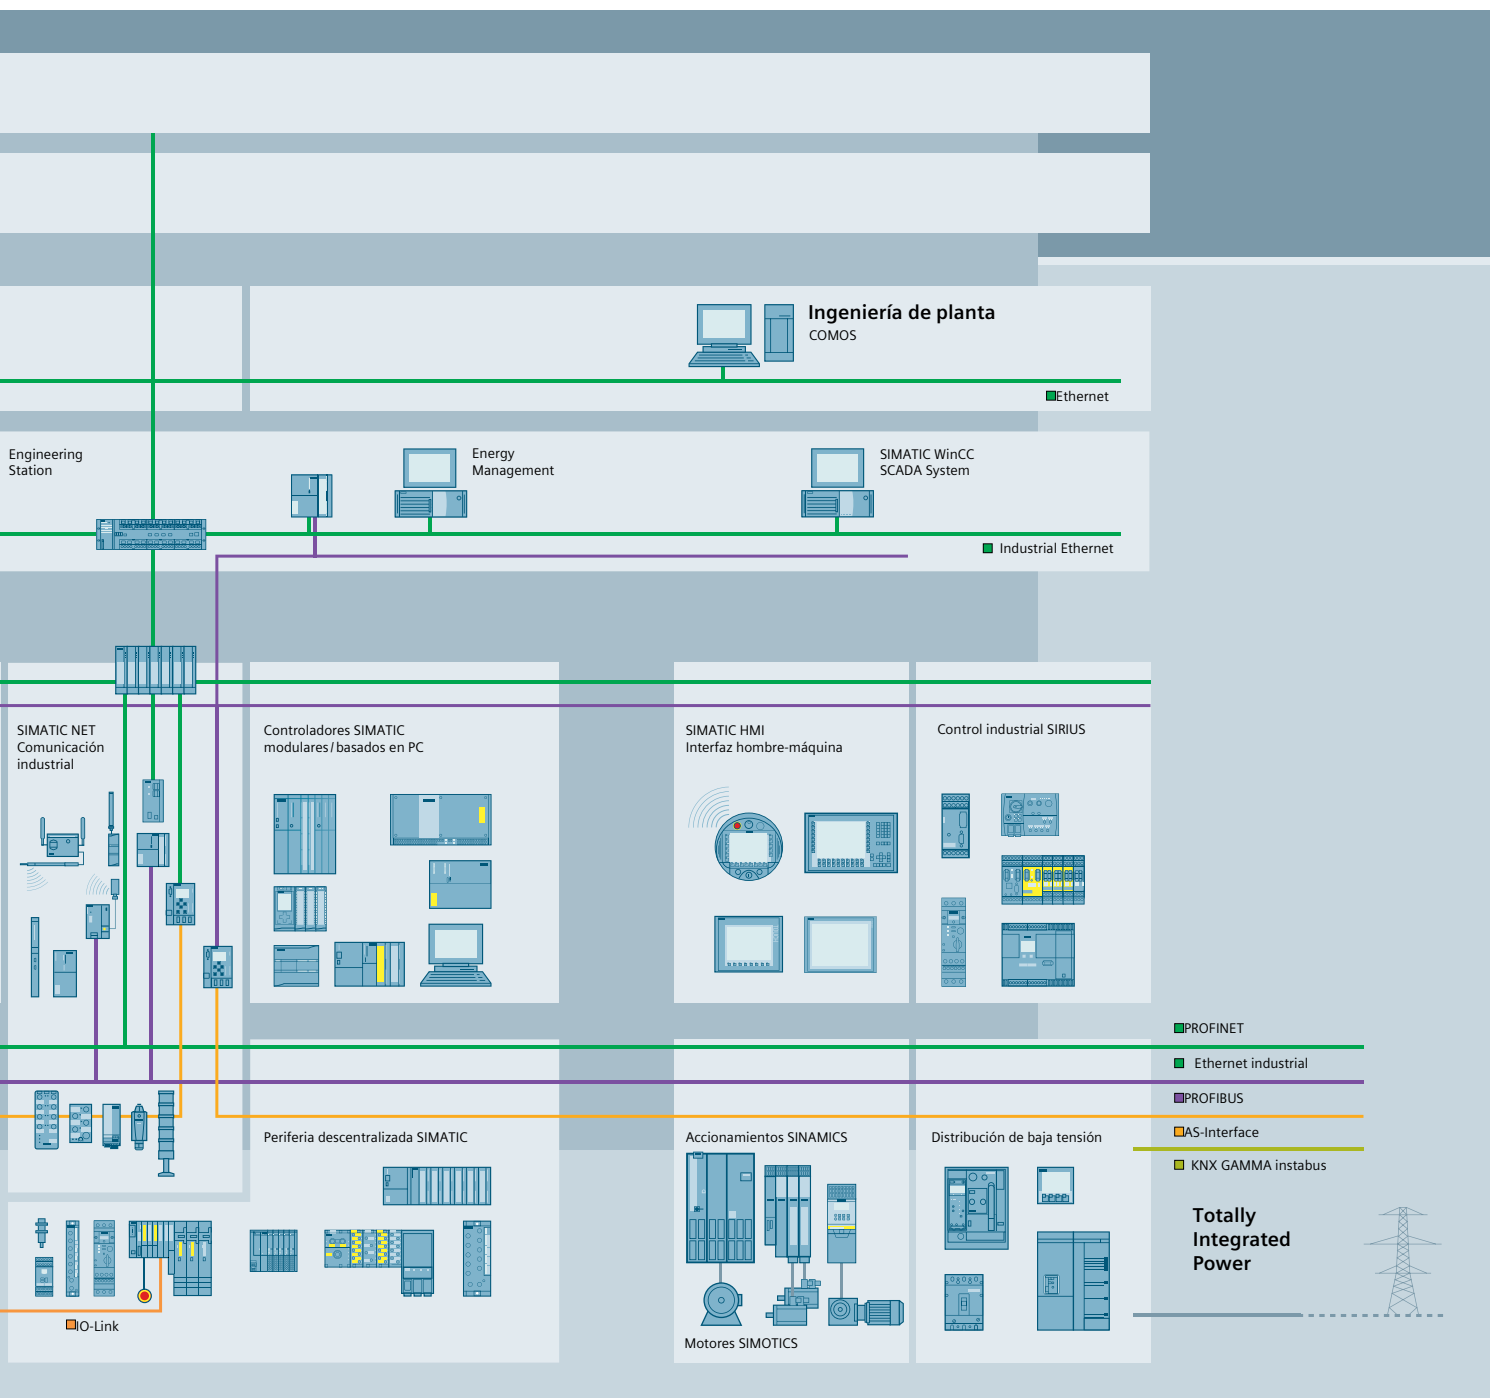 Ingeniería de planta
COMOS
Ethernet
Engineering
Station
Energy
Management
SIMATIC WinCC
SCADA System
Industrial Ethernet
SIMATIC NET
Comunicación
industrial
Controladores SIMATIC
modulares/basados en PC
SIMATIC HMI
Interfaz hombre-máquina
Control industrial SIRIUS
PROFINET
Ethernet industrial
PROFIBUS
AS-Interface
KNX GAMMA instabus
Periferia descentralizada SIMATIC
Accionamientos SINAMICS
Distribución de baja tensión
Totally
Integrated
Power
IO-Link
Motores SIMOTICS